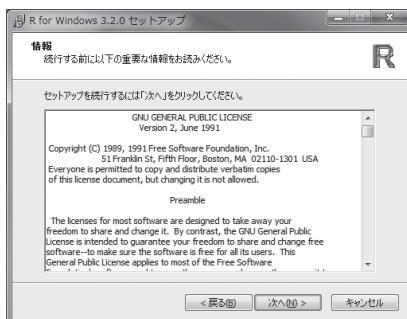 R for Windows 3.2.0 セットアップ
情報
続行する前に以下の重要な情報をお読みください。
R
セットアップを続行するには「次へ」をクリックしてください。
GNU GENERAL PUBLIC LICENSE
Version 2, June 1991
Copyright (C) 1989, 1991 Free Software Foundation, Inc.
51 Franklin St, Fifth Floor, Boston, MA 02110-1301 USA
Everyone is permitted to copy and distribute verbatim copies
of this license document, but changing it is not allowed.
Preamble
The licenses for most software are designed to take away your
freedom to share and change it. By contrast, the GNU General Public
License is intended to guarantee your freedom to share and change free
software--to make sure the software is free for all its users. This
General Public License applies to most of the Free Software
< 戻る(B) 次へ(N) > キャンセル